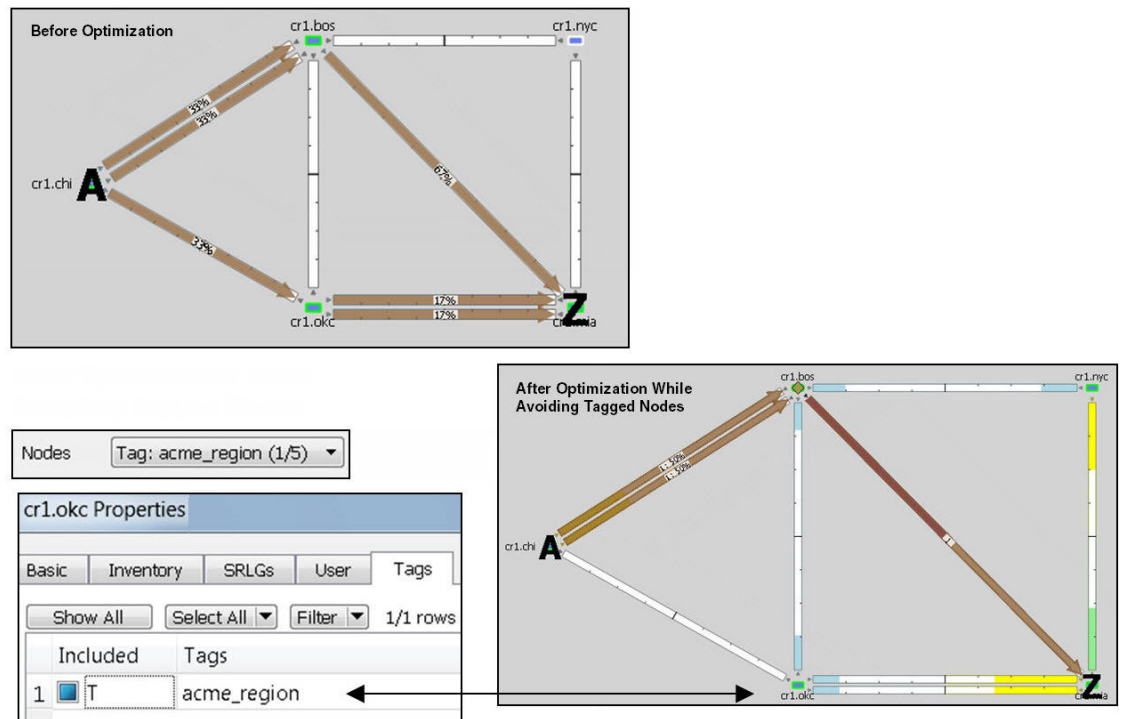 Before Optimization
cr1.bos
cr1.nyc
33%
33%
cr1.chi
A
67%
33%
17%
17%
Z
cr1.okc
After Optimization While
Avoiding Tagged Nodes
cr1.bos
cr1.nyc
cr1.chi
A
Z
cr1.okc
Nodes
Tag: acme_region (1/5)
cr1.okc Properties
Basic
Inventory
SRLGs
User
Tags
Show All
Select All
Filter
1/1 rows
Included
Tags
1
T
acme_region